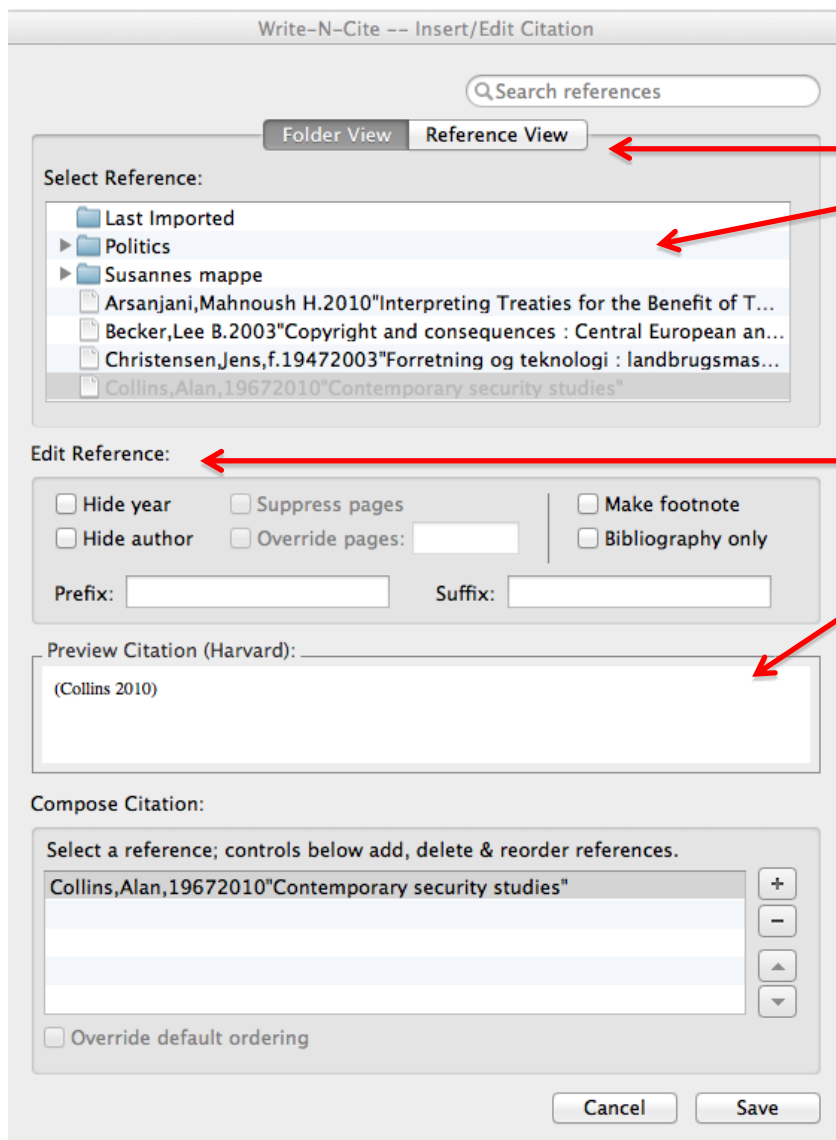 Write-N-Cite -- Insert/Edit Citation
Search references
Folder View Reference View
Select Reference:
Last Imported
Politics
Susannes mappe
Arsanjani,Mahnoush H.2010"Interpreting Treaties for the Benefit of T...
Becker,Lee B.2003"Copyright and consequences : Central European an...
Christensen,Jens,f.19472003"Forretning og teknologi : landbrugsmas...
Collins,Alan,19672010"Contemporary security studies"
Edit Reference:
Hide year Suppress pages Make footnote
Hide author Override pages: Bibliography only
Prefix: Suffix:
Preview Citation (Harvard):
(Collins 2010)
Compose Citation:
Select a reference; controls below add, delete & reorder references.
Collins,Alan,19672010"Contemporary security studies"
Override default ordering
Cancel Save